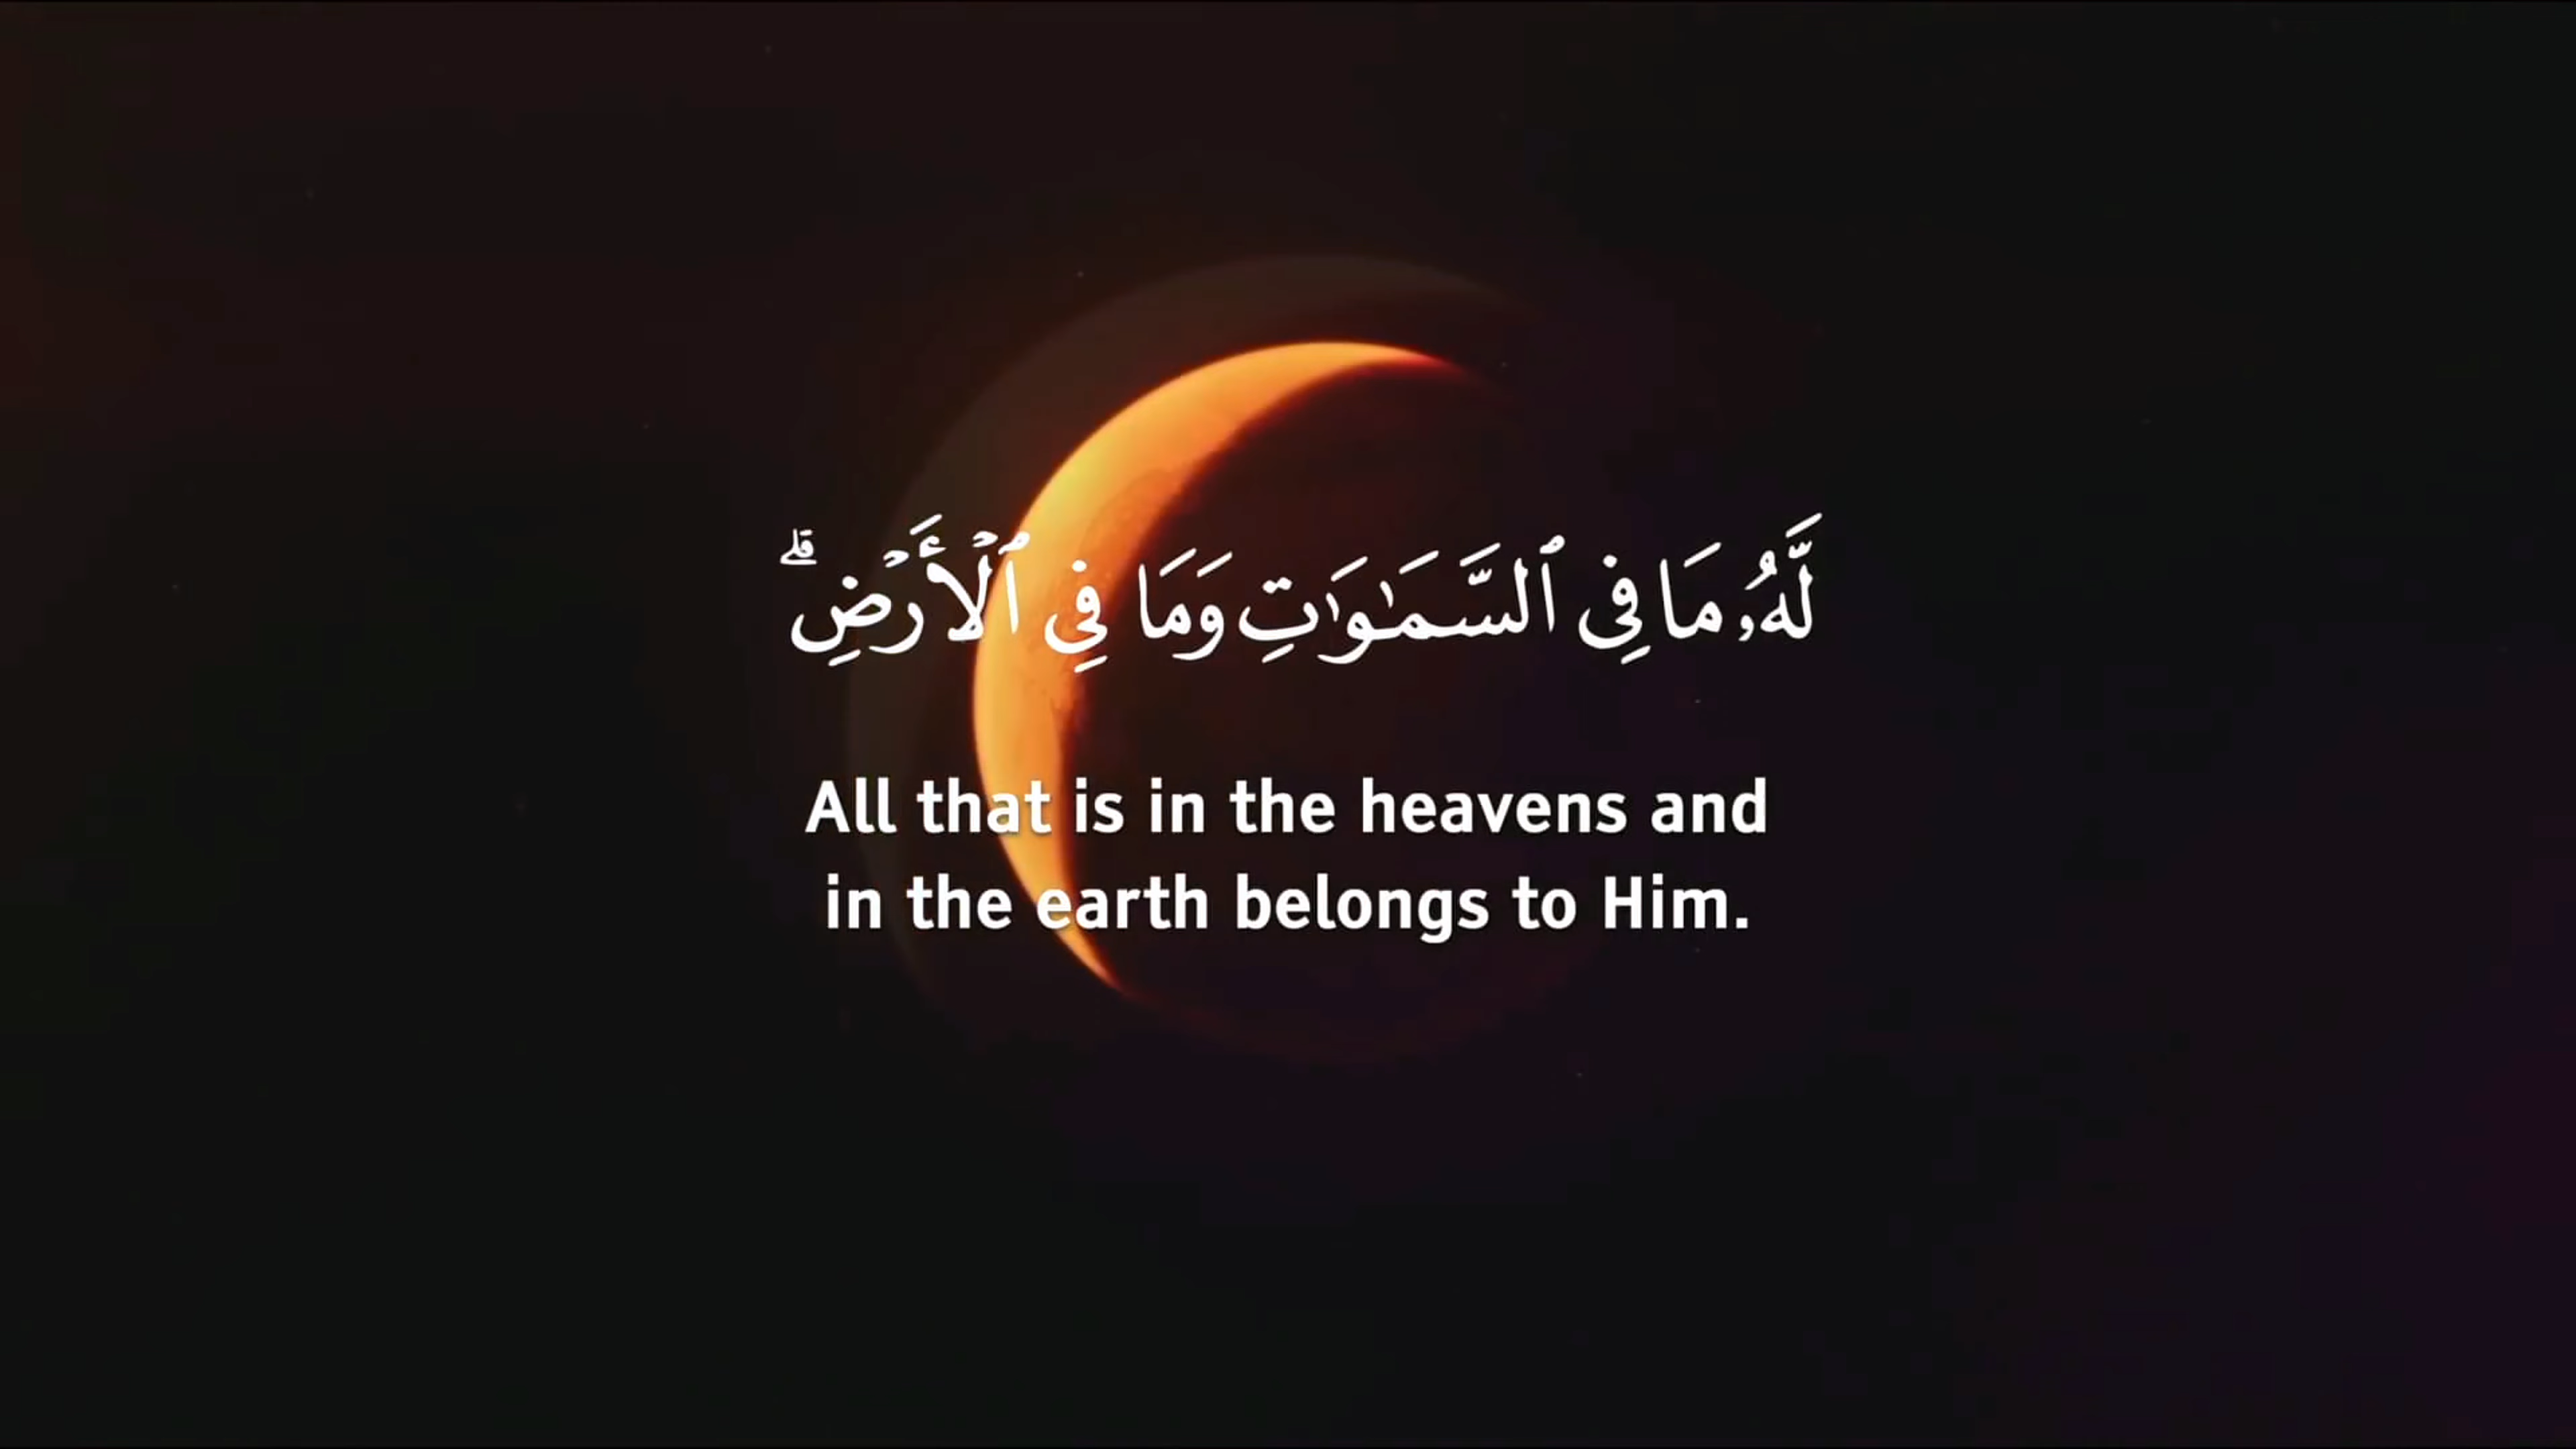 لَّهُۥ مَا فِى ٱلسَّمَـٰوَٰتِ وَمَا فِى ٱلْأَرْضِ ۗ
All that is in the heavens and
in the earth belongs to Him.